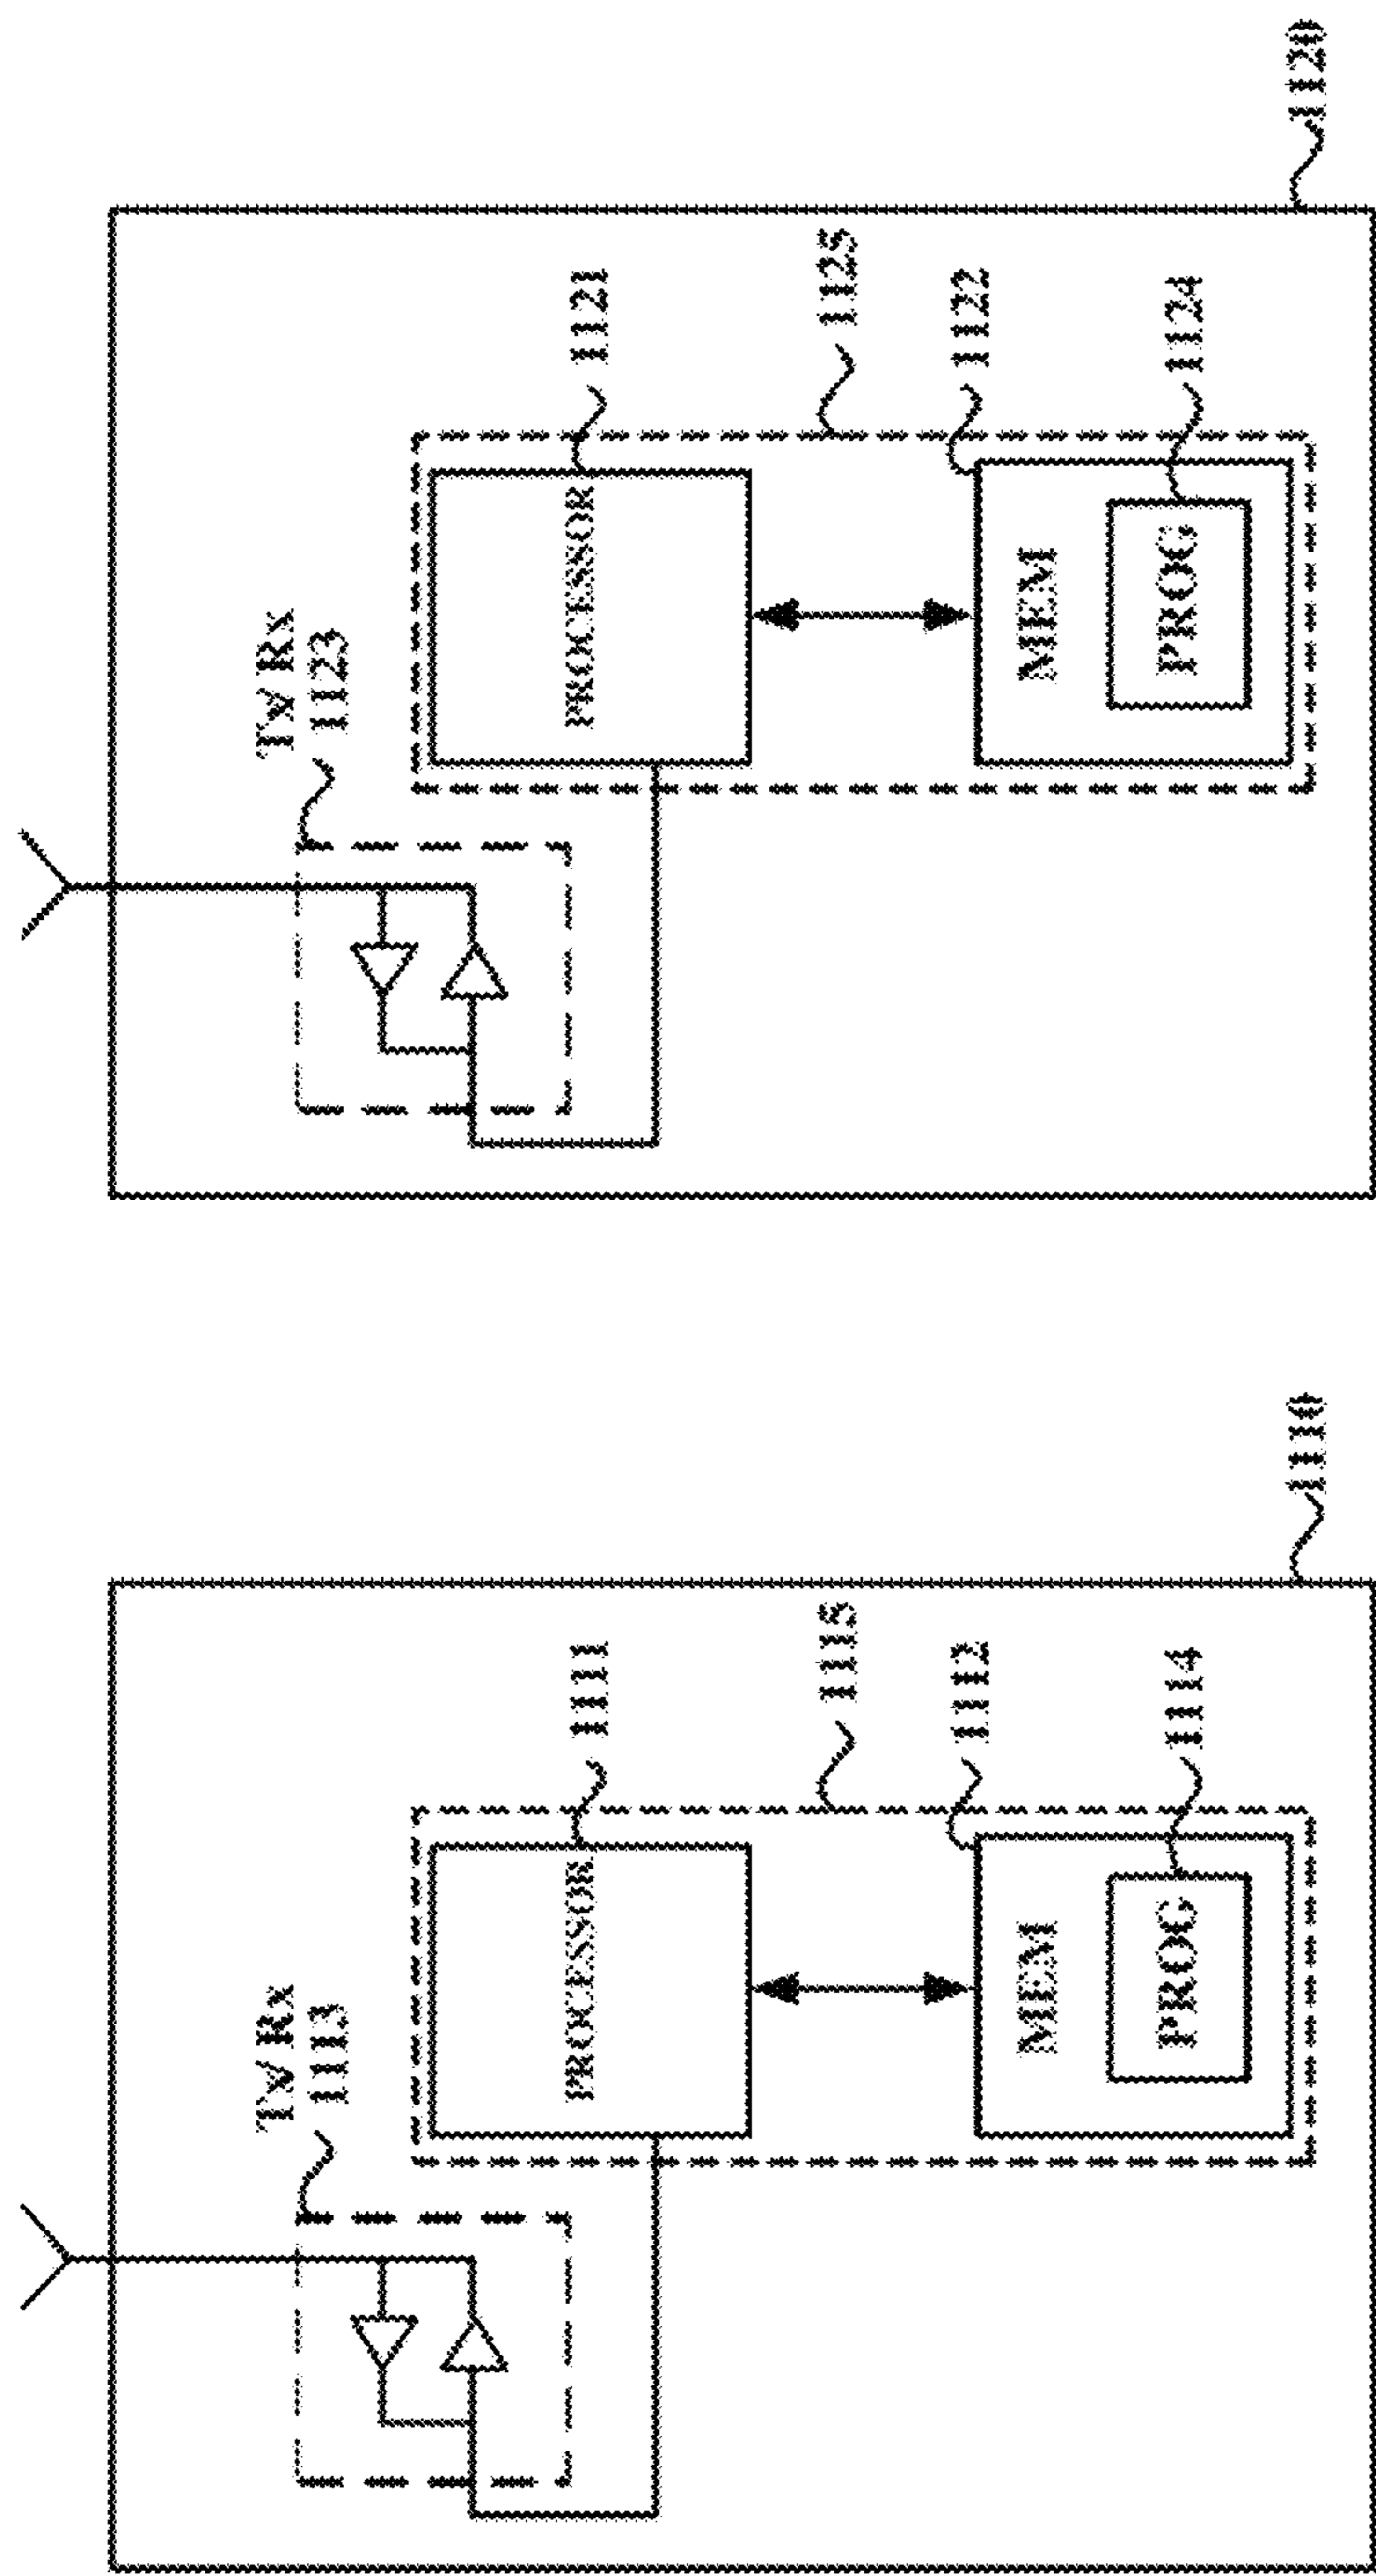 Tx/Rx
1113
PROCESSOR
1111
1115
MEM
1112
PROG
1114
1110
Tx/Rx
1123
PROCESSOR
1121
1125
MEM
1122
PROG
1124
1120